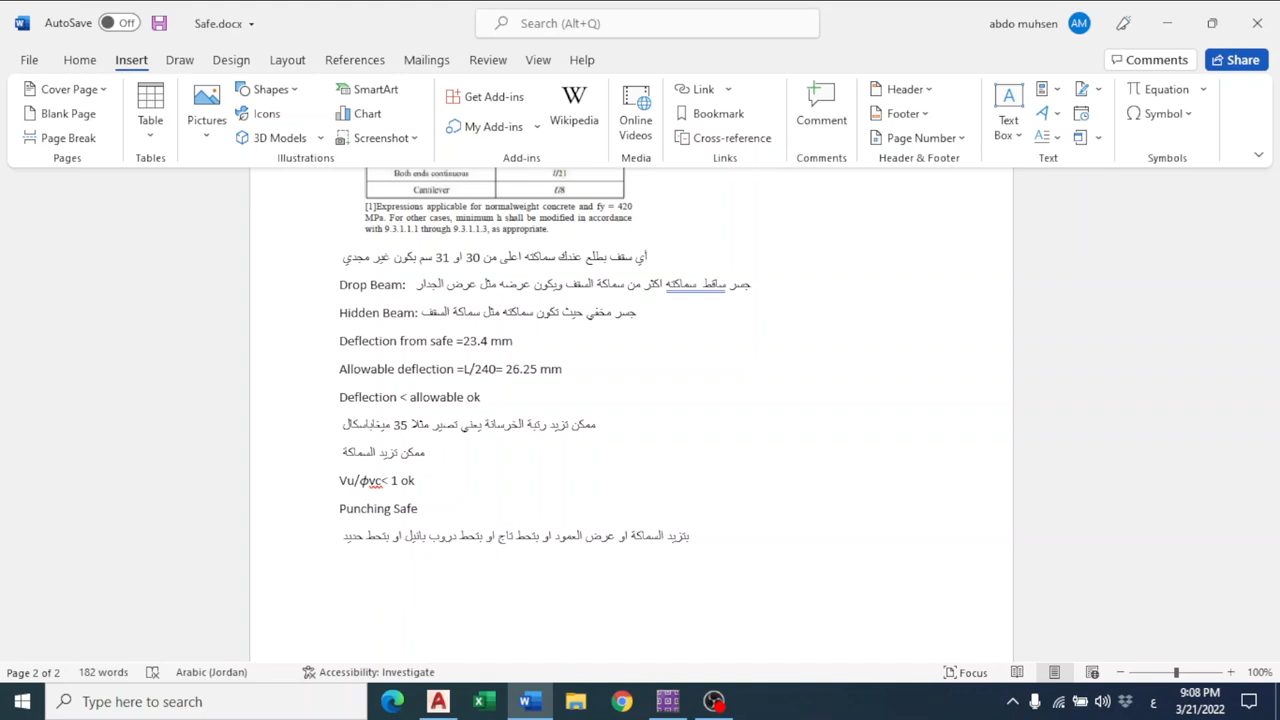 AutoSave Off Safe.docx Search (Alt+Q) abdo muhsen AM
File Home Insert Draw Design Layout References Mailings Review View Help Comments Share
Cover Page Blank Page Page Break Pages
Table Tables
Pictures Shapes Icons 3D Models SmartArt Chart Screenshot Illustrations
Get Add-ins My Add-ins Wikipedia Add-ins
Online Videos Media
Link Bookmark Cross-reference Links
Comment Comments
Header Footer Page Number Header & Footer
A Text Box Text
Equation Symbol Symbols
Both ends continuous ℓ/21
Cantilever ℓ/8
[1]Expressions applicable for normalweight concrete and fy = 420
MPa. For other cases, minimum h shall be modified in accordance
with 9.3.1.1.1 through 9.3.1.1.3, as appropriate.
أي سقف بطلع عندك سماكته اعلى من 30 او 31 سم بكون غير مجدي
Drop Beam: جسر ساقط سماكته اكثر من سماكة السقف ويكون عرضه مثل عرض الجدار
Hidden Beam: جسر مخفي حيث تكون سماكته مثل سماكة السقف
Deflection from safe =23.4 mm
Allowable deflection =L/240= 26.25 mm
Deflection < allowable ok
ممكن تزيد رتبة الخرسانة يعني تصير مثلا 35 ميغاباسكال
ممكن تزيد السماكة
Vu/𝜙vc< 1 ok
Punching Safe
بتزيد السماكة او عرض العمود او بتحط تاج او بتحط دروب بانيل او بتحط حديد
Page 2 of 2 182 words Arabic (Jordan) Accessibility: Investigate Focus 100%
Type here to search ع 9:08 PM
3/21/2022